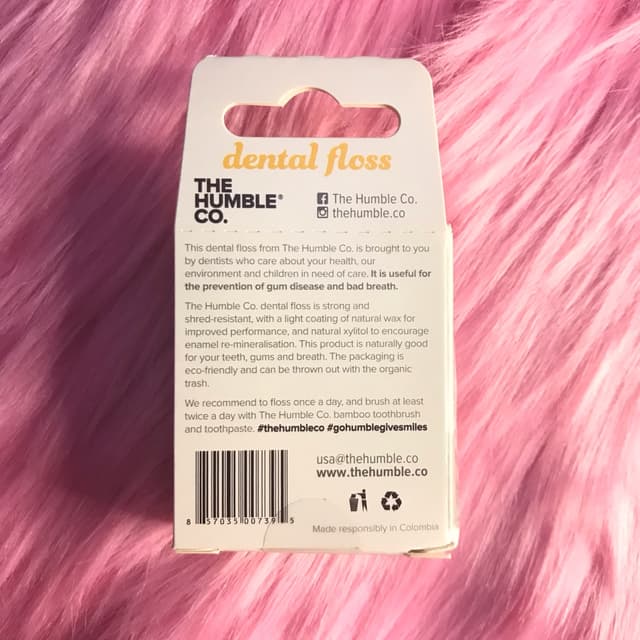 dental floss
THE
HUMBLE®
CO.
The Humble Co.
thehumble.co
This dental floss from The Humble Co. is brought to you
by dentists who care about your health, our
environment and children in need of care. It is useful for
the prevention of gum disease and bad breath.
The Humble Co. dental floss is strong and
shred-resistant, with a light coating of natural wax for
improved performance, and natural xylitol to encourage
enamel re-mineralisation. This product is naturally good
for your teeth, gums and breath. The packaging is
eco-friendly and can be thrown out with the organic
trash.
We recommend to floss once a day, and brush at least
twice a day with The Humble Co. bamboo toothbrush
and toothpaste. #thehumbleco #gohumblegivesmiles
usa@thehumble.co
www.thehumble.co
8 57035 00739 5
Made responsibly in Colombia